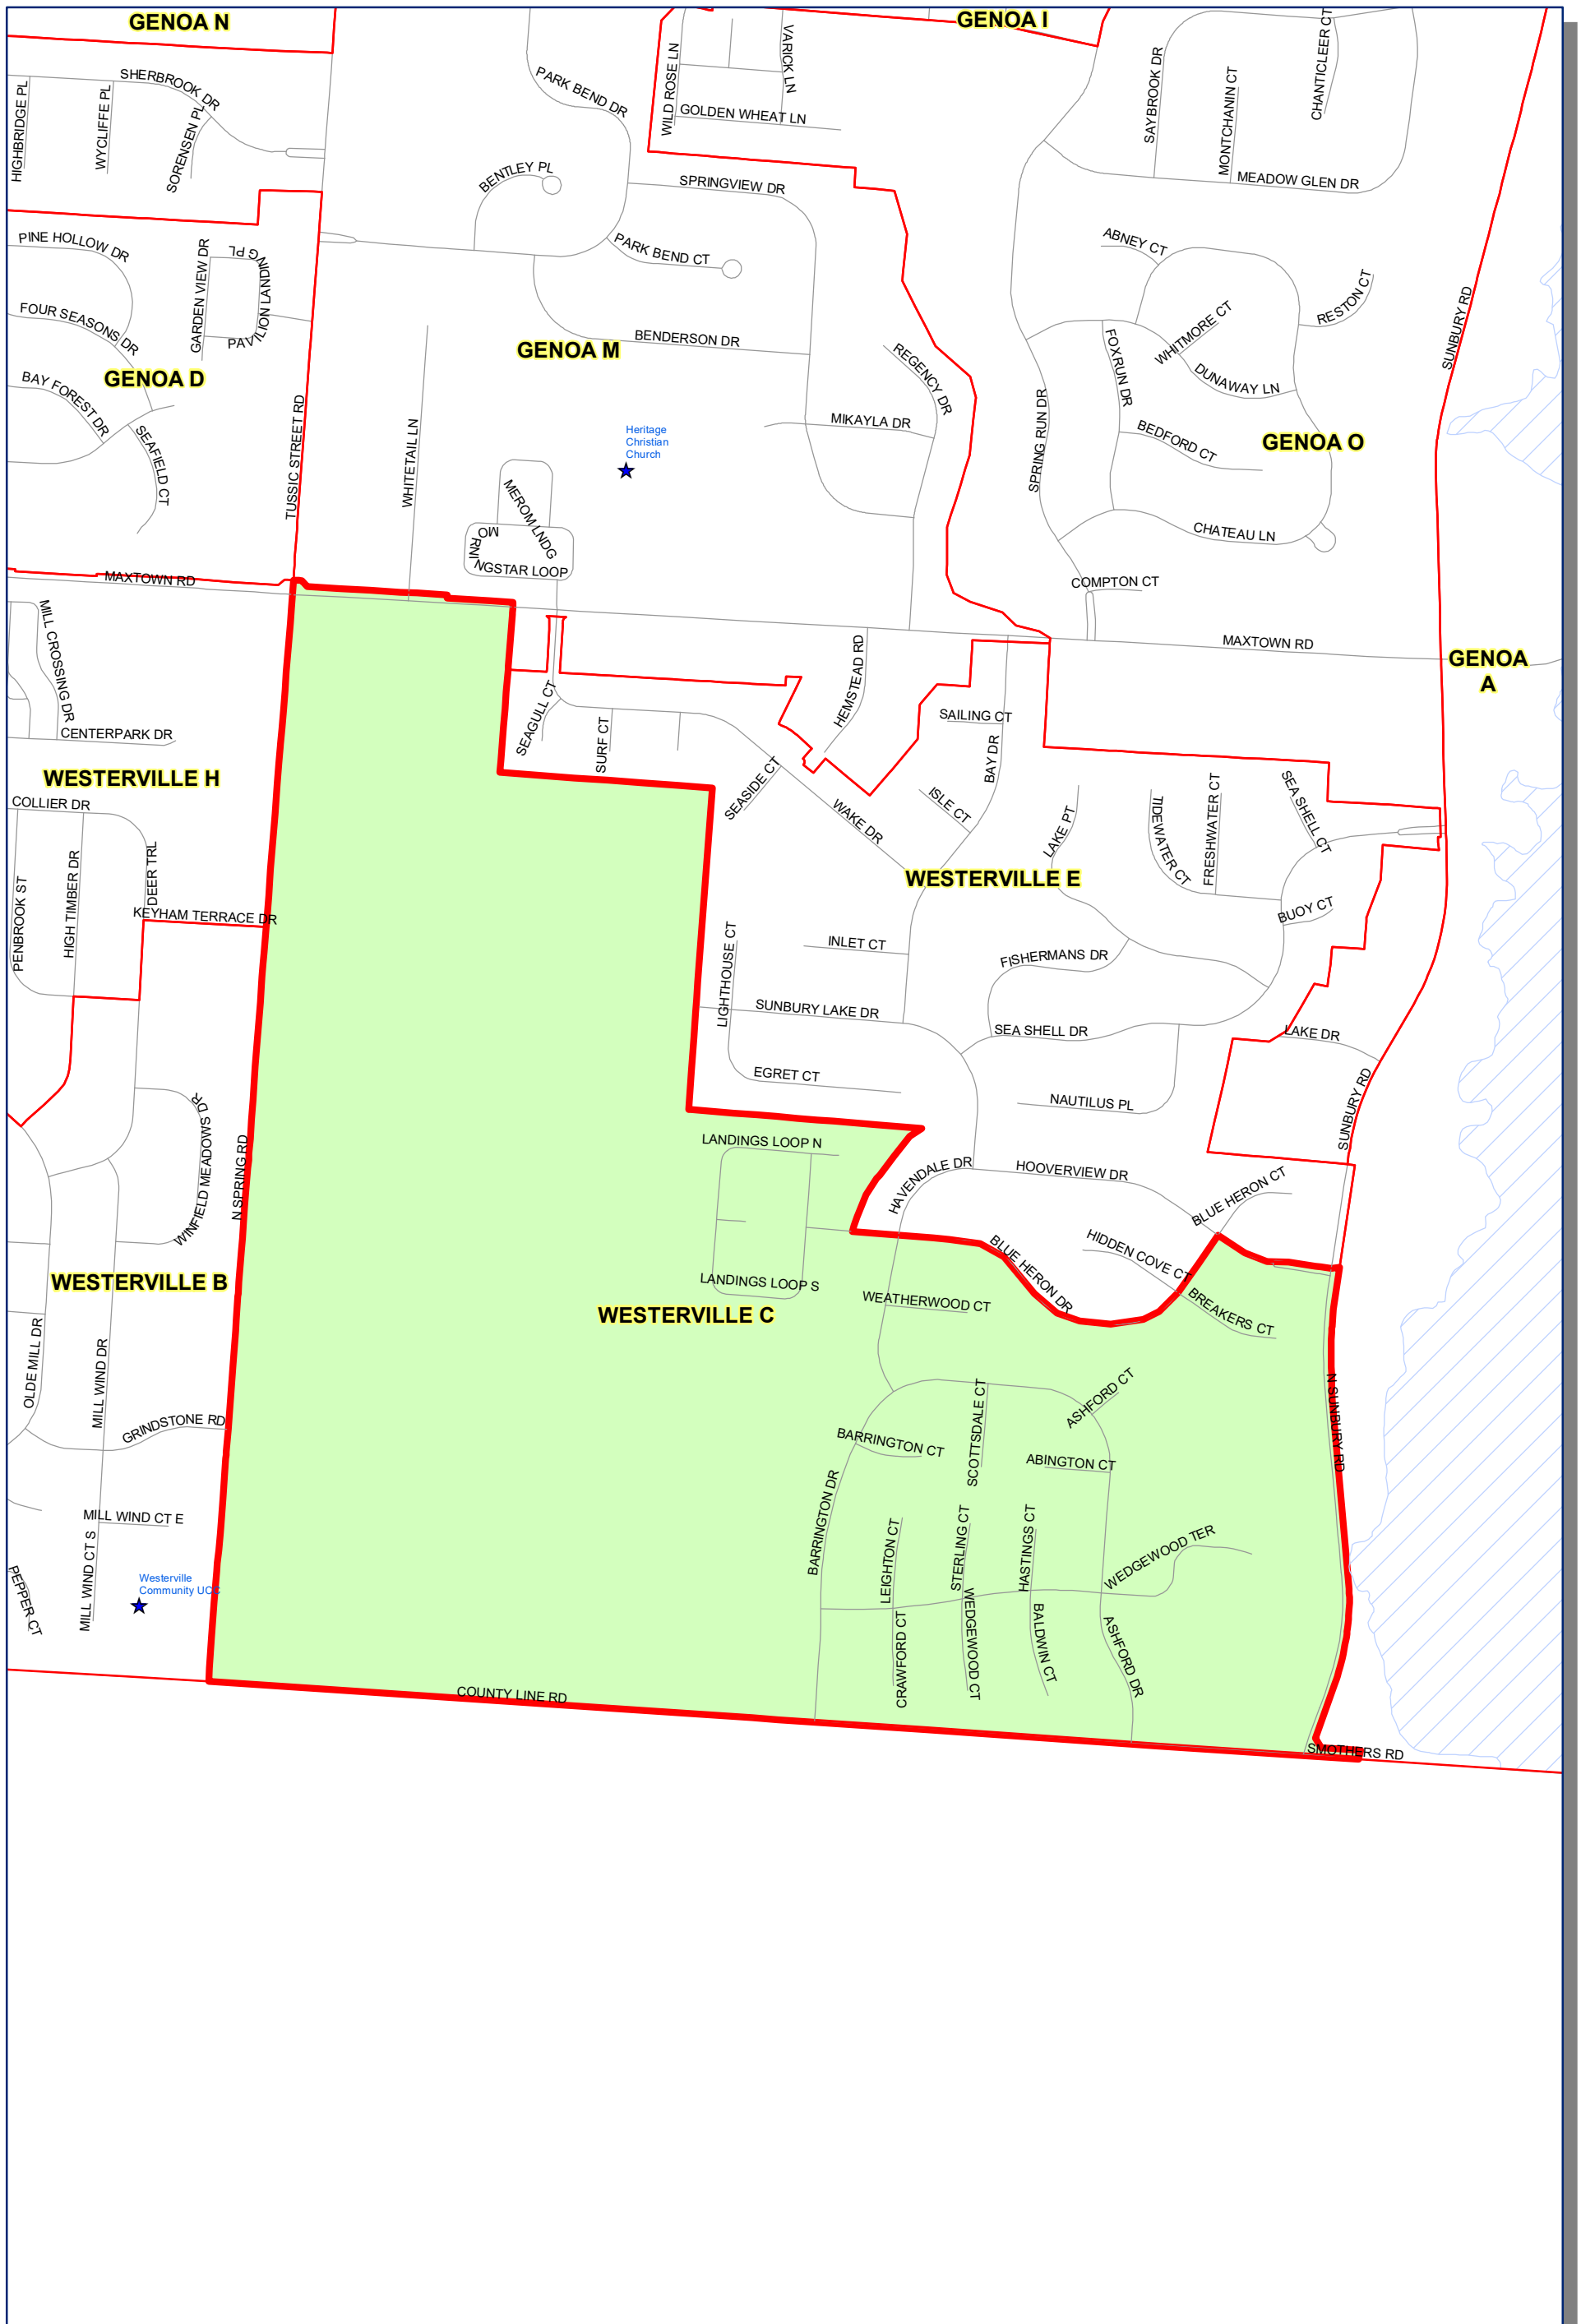 GENOA N
GENOA I
SHERBROOK DR
HIGHBRIDGE PL
WYCLIFFE PL
SORENSEN PL
PARK BEND DR
WILD ROSE LN
VARICK LN
GOLDEN WHEAT LN
SAYBROOK DR
MONTCHANIN CT
CHANTICLEER CT
MEADOW GLEN DR
BENTLEY PL
SPRINGVIEW DR
PARK BEND CT
ABNEY CT
PINE HOLLOW DR
GARDEN VIEW DR
PAVILION LANDING PL
FOUR SEASONS DR
GENOA D
BAY FOREST DR
SEAFIELD CT
TUSSIC STREET RD
WHITETAIL LN
GENOA M
BENDERSON DR
REGENCY DR
MIKAYLA DR
Heritage
Christian
Church
MEROM LNDG
MORNINGSTAR LOOP
RESTON CT
WHITMORE CT
FOXRUN DR
DUNAWAY LN
SPRING RUN DR
BEDFORD CT
GENOA O
SUNBURY RD
CHATEAU LN
COMPTON CT
MAXTOWN RD
MAXTOWN RD
GENOA
A
MILL CROSSING DR
CENTERPARK DR
WESTERVILLE H
COLLIER DR
DEER TRL
HIGH TIMBER DR
PENBROOK ST
KEYHAM TERRACE DR
SEAGULL CT
SURF CT
HEMSTEAD RD
SAILING CT
BAY DR
SEASIDE CT
WAKE DR
ISLE CT
LAKE PT
TIDEWATER CT
FRESHWATER CT
SEA SHELL CT
WESTERVILLE E
BUOY CT
INLET CT
FISHERMANS DR
LIGHTHOUSE CT
SUNBURY LAKE DR
SEA SHELL DR
LAKE DR
EGRET CT
NAUTILUS PL
SUNBURY RD
WINFIELD MEADOWS DR
N SPRING RD
LANDINGS LOOP N
HAVENDALE DR
HOOVERVIEW DR
BLUE HERON CT
BLUE HERON DR
HIDDEN COVE CT
WESTERVILLE B
LANDINGS LOOP S
WESTERVILLE C
WEATHERWOOD CT
BREAKERS CT
OLDE MILL DR
MILL WIND DR
GRINDSTONE RD
N SUNBURY RD
SCOTTSDALE CT
ASHFORD CT
BARRINGTON CT
ABINGTON CT
BARRINGTON DR
MILL WIND CT E
MILL WIND CT S
LEIGHTON CT
STERLING CT
HASTINGS CT
WEDGEWOOD TER
PEPPER CT
Westerville
Community UCC
CRAWFORD CT
WEDGEWOOD CT
BALDWIN CT
ASHFORD DR
COUNTY LINE RD
SMOTHERS RD